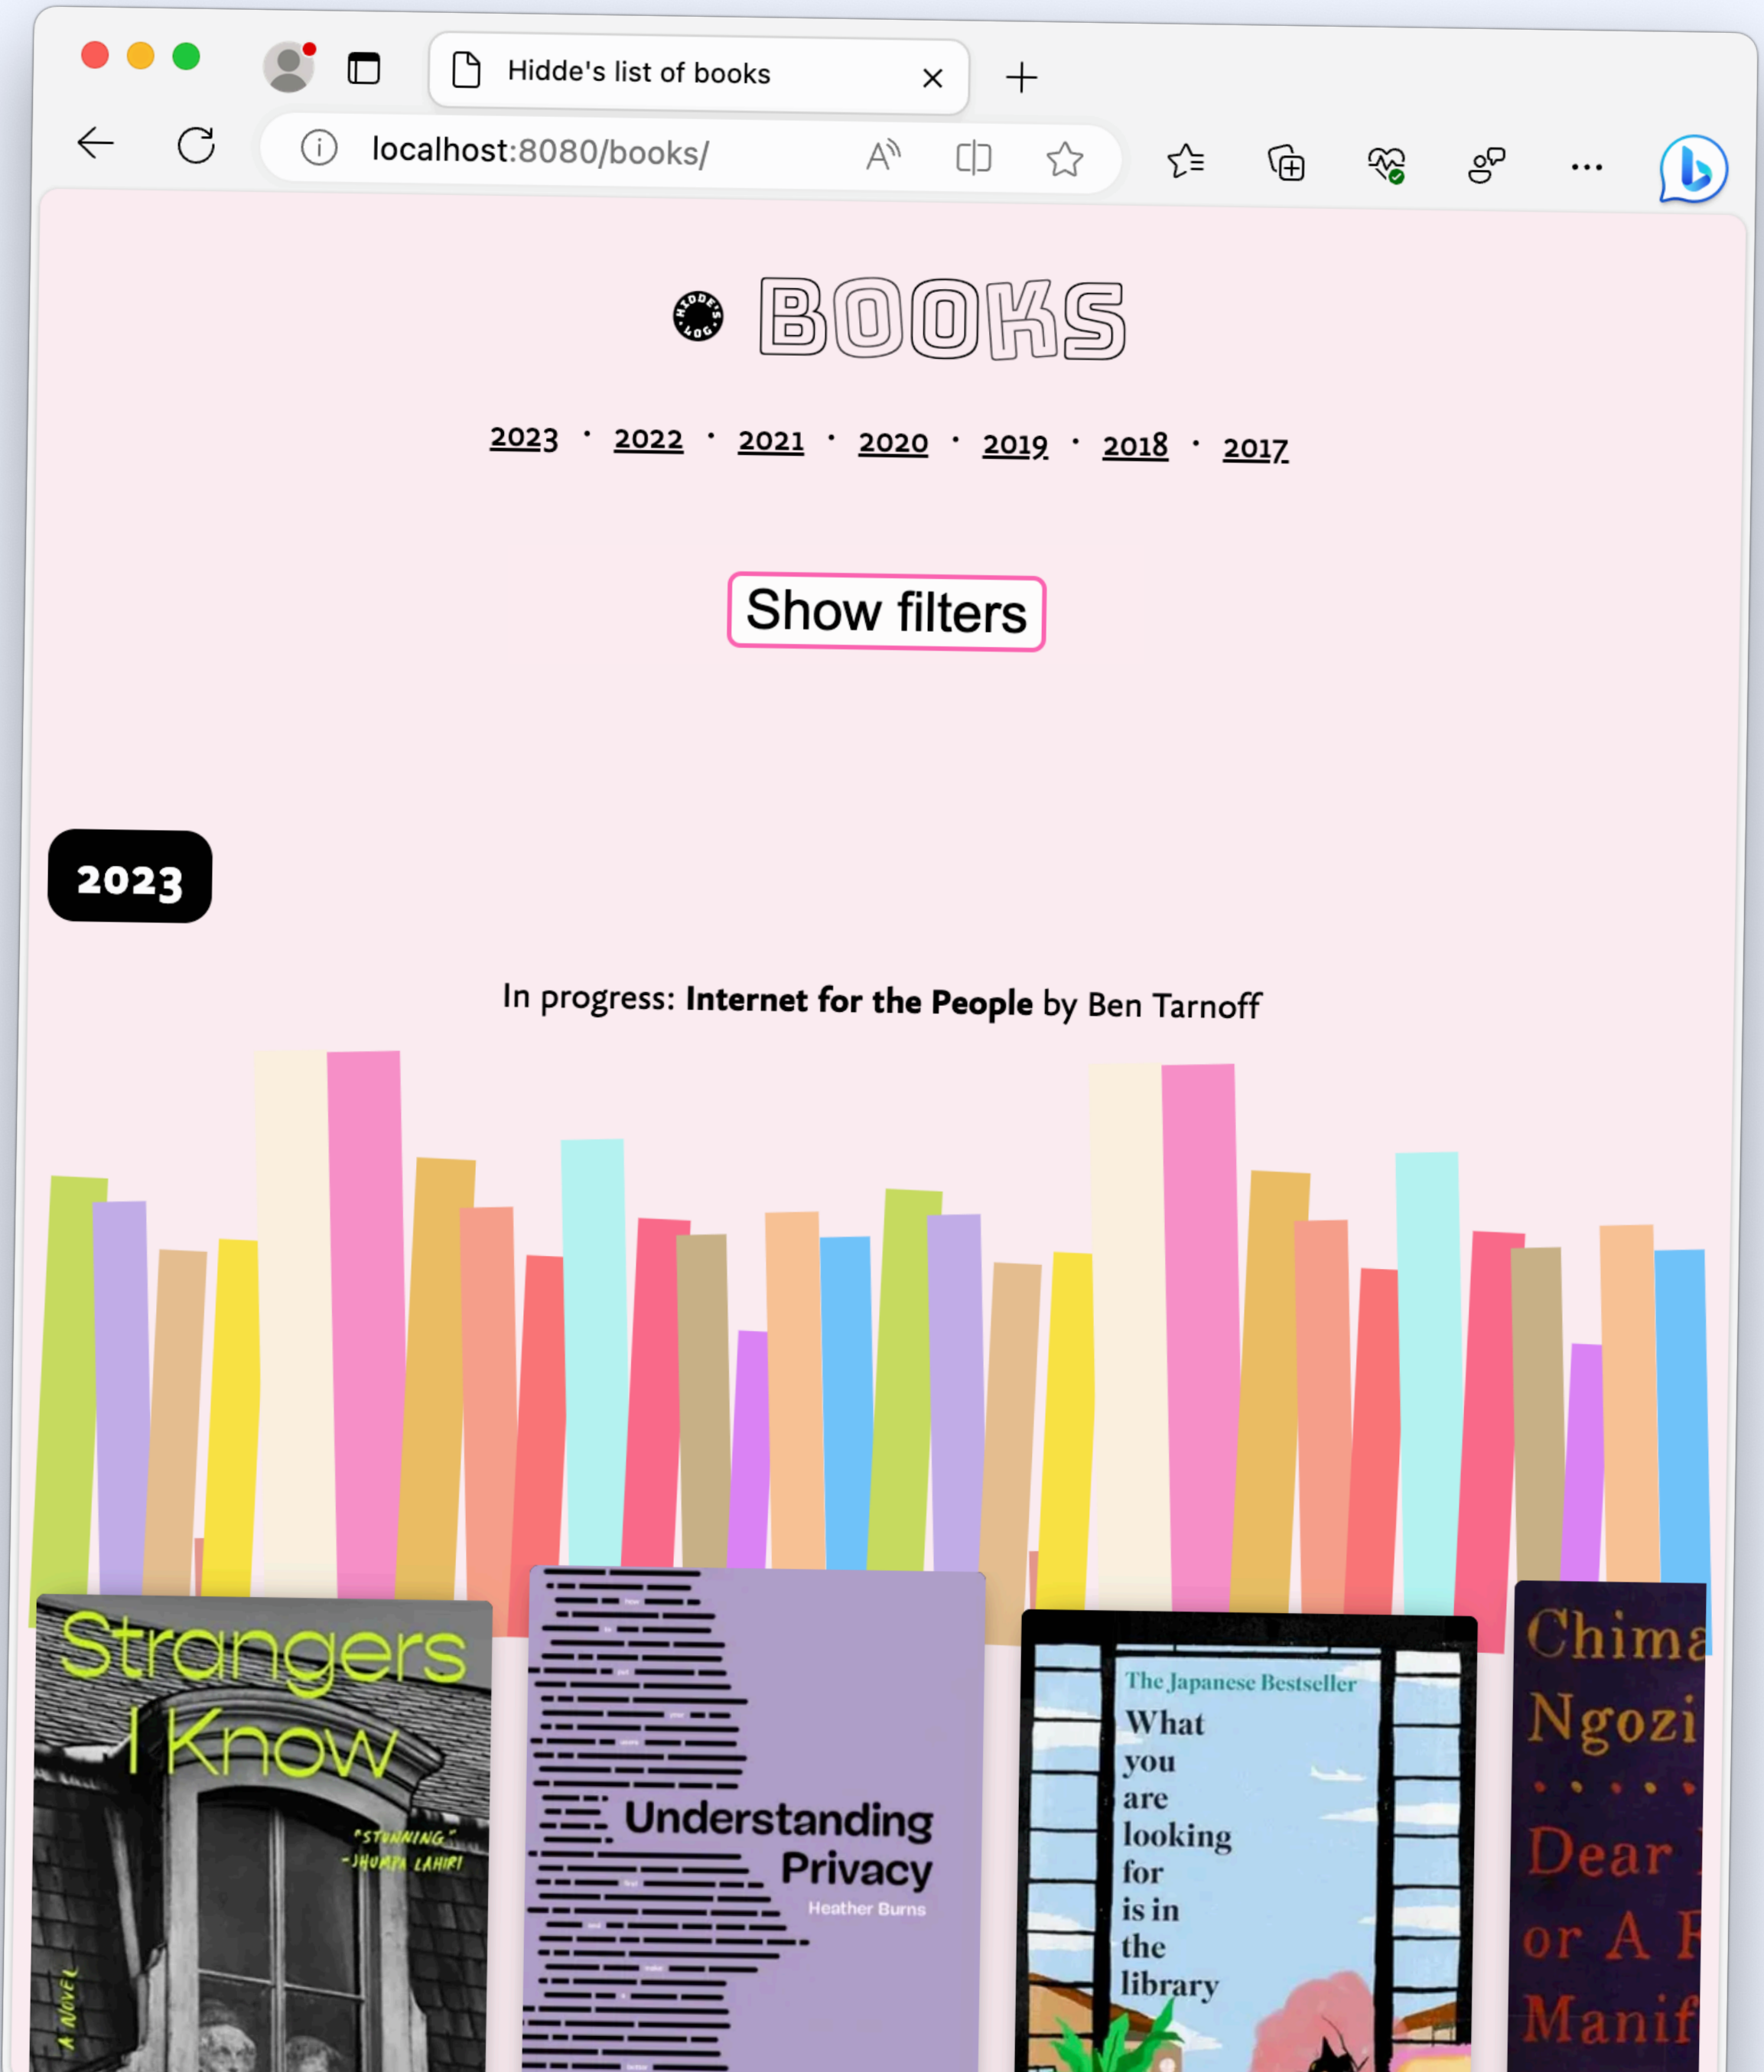 Hidde's list of books
localhost:8080/books/
HIDDE'S
LOG
BOOKS
2023 · 2022 · 2021 · 2020 · 2019 · 2018 · 2017
Show filters
2023
In progress: Internet for the People by Ben Tarnoff
Strangers
I Know
"STUNNING"
-JHUMPA LAHIRI
A NOVEL
Understanding
Privacy
Heather Burns
The Japanese Bestseller
What
you
are
looking
for
is in
the
library
Chima
Ngozi
Dear
or A F
Manif